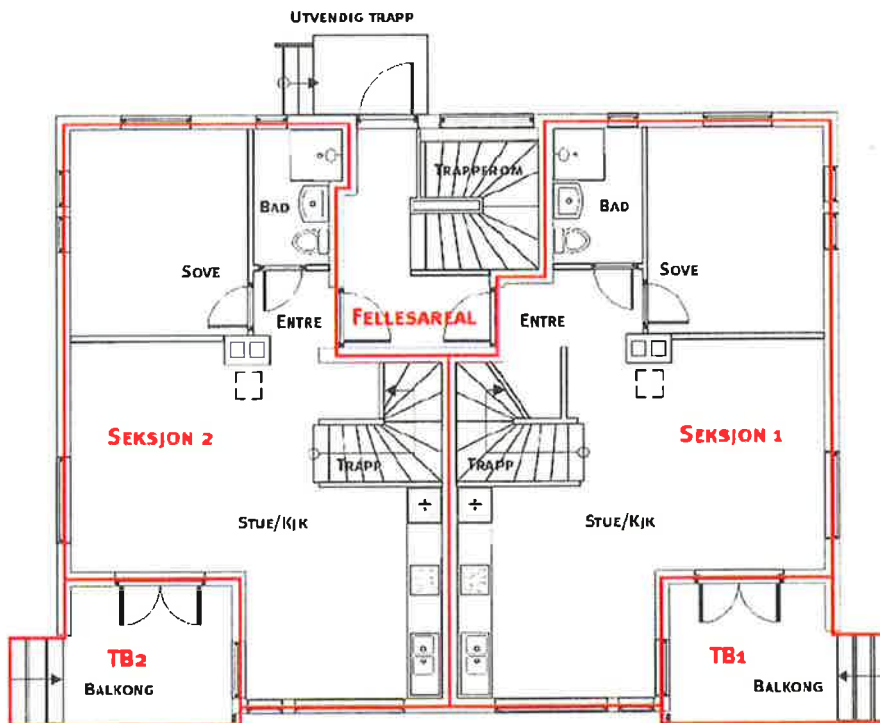 UTVENDIG TRAPP
TRAPPEROM
BAD
BAD
SOVE
SOVE
ENTRE
FELLESAREAL
ENTRE
SEKSJON 2
SEKSJON 1
TRAPP
TRAPP
STUE/KJK
STUE/KJK
TB2
TB1
BALKONG
BALKONG